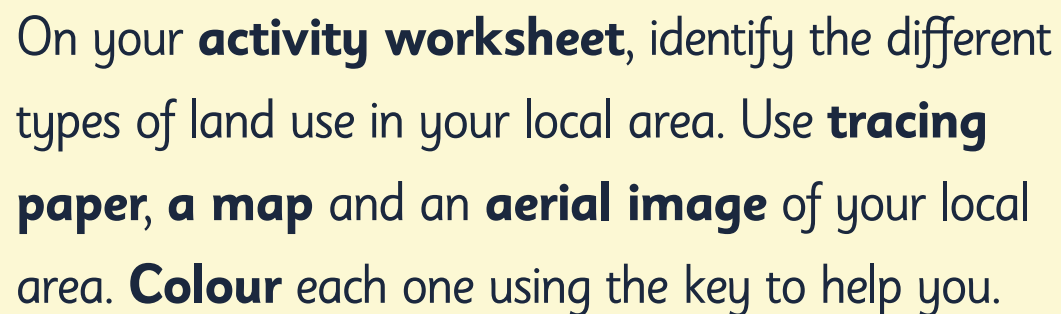 On your activity worksheet, identify the different
types of land use in your local area. Use tracing
paper, a map and an aerial image of your local
area. Colour each one using the key to help you.